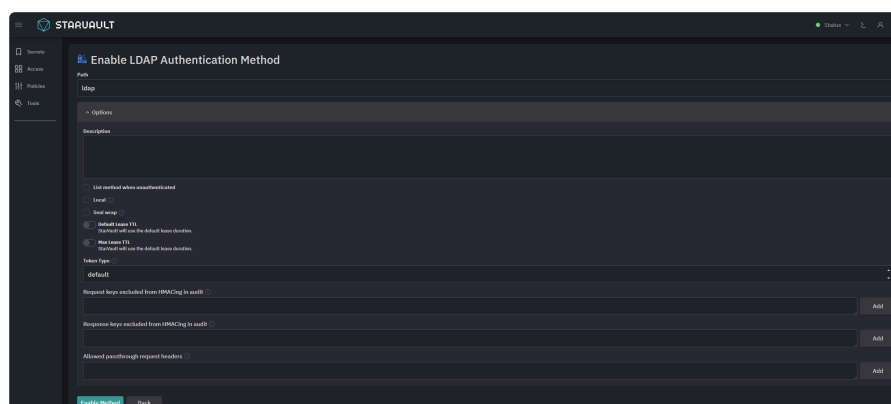 STARVAULT
Status
Secrets
Access
Policies
Tools
Enable LDAP Authentication Method
Path
ldap
Options
Description
List method when unauthenticated
Local
Seal wrap
Default Lease TTL
StarVault will use the default lease duration.
Max Lease TTL
StarVault will use the default lease duration.
Token Type
default
Request keys excluded from HMACing in audit
Add
Response keys excluded from HMACing in audit
Add
Allowed passthrough request headers
Add
Enable Method
Back